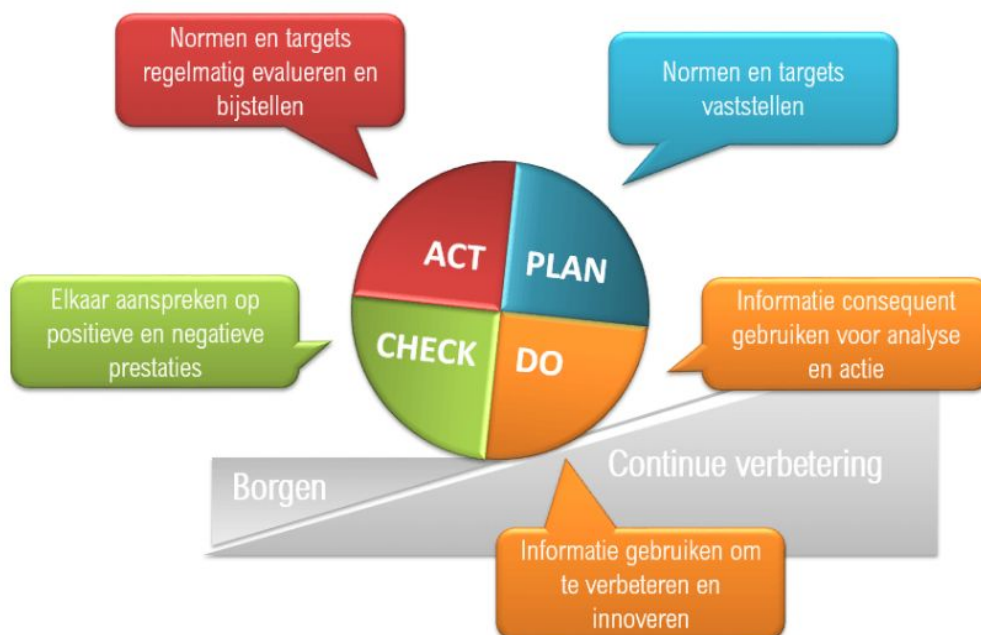 Normen en targets
regelmatig evalueren en
bijstellen
Normen en targets
vaststellen
ACT
PLAN
CHECK
DO
Elkaar aanspreken op
positieve en negatieve
prestaties
Informatie consequent
gebruiken voor analyse
en actie
Borgen
Continue verbetering
Informatie gebruiken om
te verbeteren en
innoveren